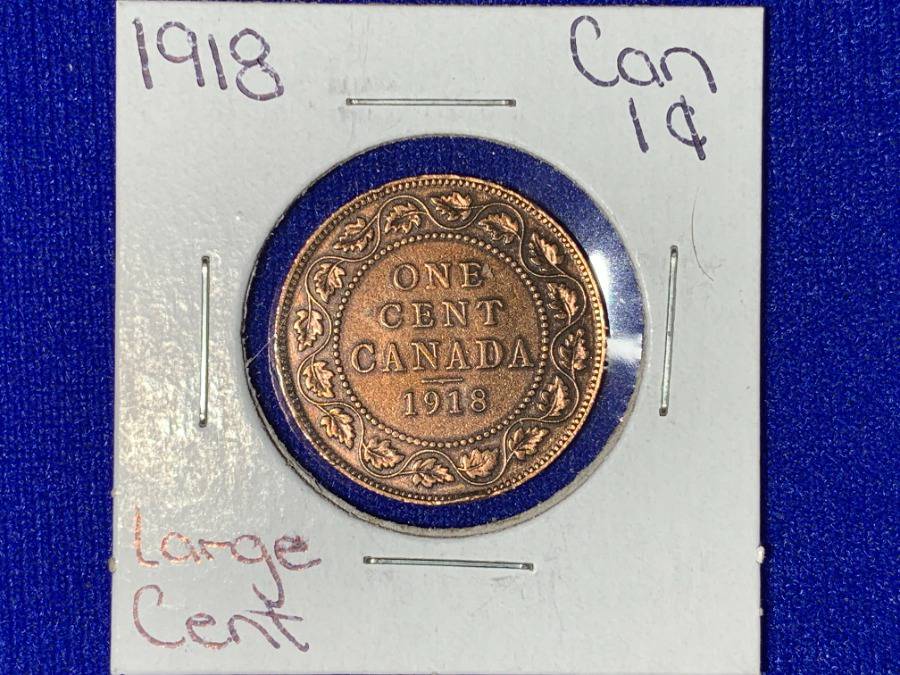 1918
Can
1¢
ONE
CENT
CANADA
1918
Large
Cent